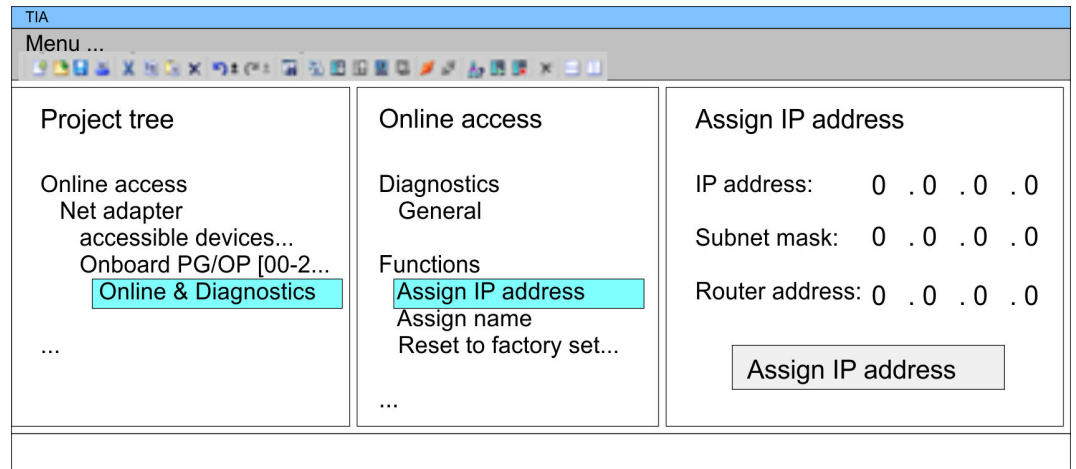 TIA
Menu ...
Project tree
Online access
Net adapter
accessible devices...
Onboard PG/OP [00-2...
Online & Diagnostics
...
Online access
Diagnostics
General
Functions
Assign IP address
Assign name
Reset to factory set...
...
Assign IP address
IP address: 0 . 0 . 0 . 0
Subnet mask: 0 . 0 . 0 . 0
Router address: 0 . 0 . 0 . 0
Assign IP address